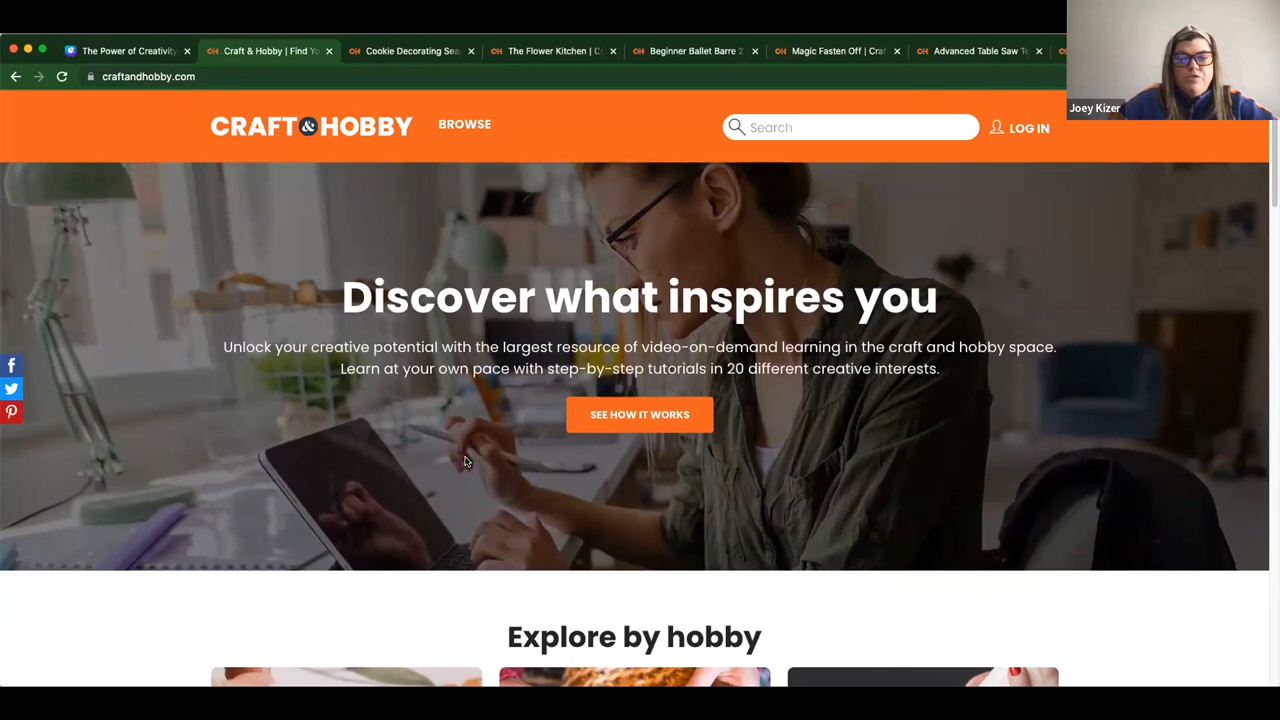 The Power of Creativity
Craft & Hobby | Find Yo
Cookie Decorating Sea
The Flower Kitchen | C
Beginner Ballet Barre 2
Magic Fasten Off | Craf
Advanced Table Saw Te
craftandhobby.com
Joey Kizer
CRAFT & HOBBY
BROWSE
Search
LOG IN
Discover what inspires you
Unlock your creative potential with the largest resource of video-on-demand learning in the craft and hobby space.
Learn at your own pace with step-by-step tutorials in 20 different creative interests.
SEE HOW IT WORKS
Explore by hobby